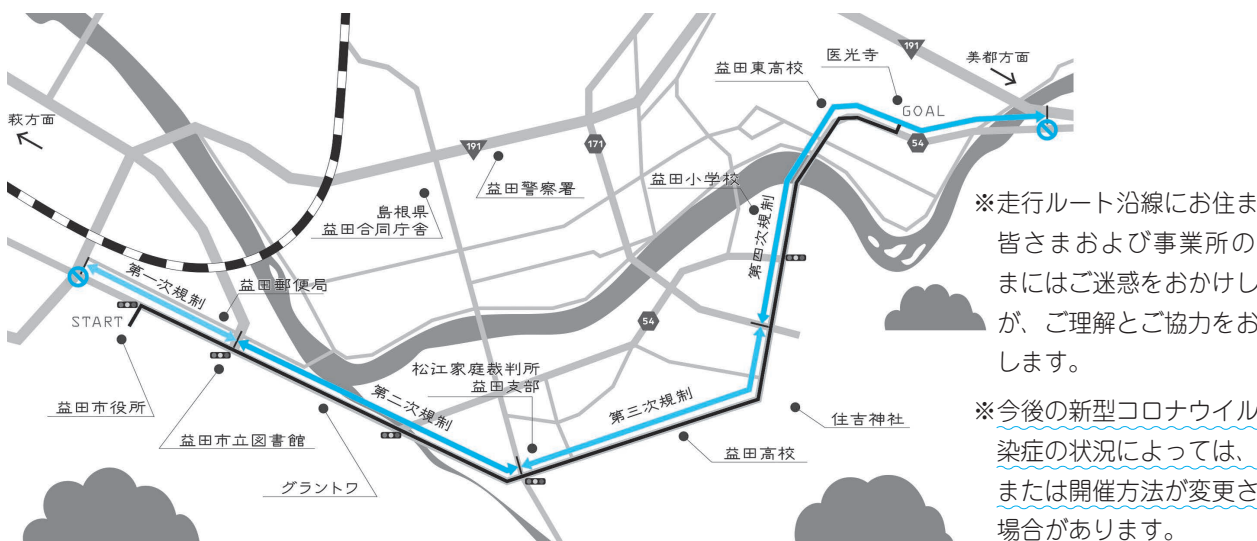 191
美都方面
医光寺
益田東高校
GOAL
54
萩方面
191
171
益田警察署
益田小学校
島根県
益田合同庁舎
第四次規制
第一次規制
益田郵便局
START
54
松江家庭裁判所
益田支部
第二次規制
第三次規制
益田市役所
住吉神社
益田市立図書館
益田高校
グラントワ
※走行ルート沿線にお住ま
皆さまおよび事業所の
まにはご迷惑をおかけし
が、ご理解とご協力をお
します。
※今後の新型コロナウイル
染症の状況によっては、
または開催方法が変更さ
場合があります。